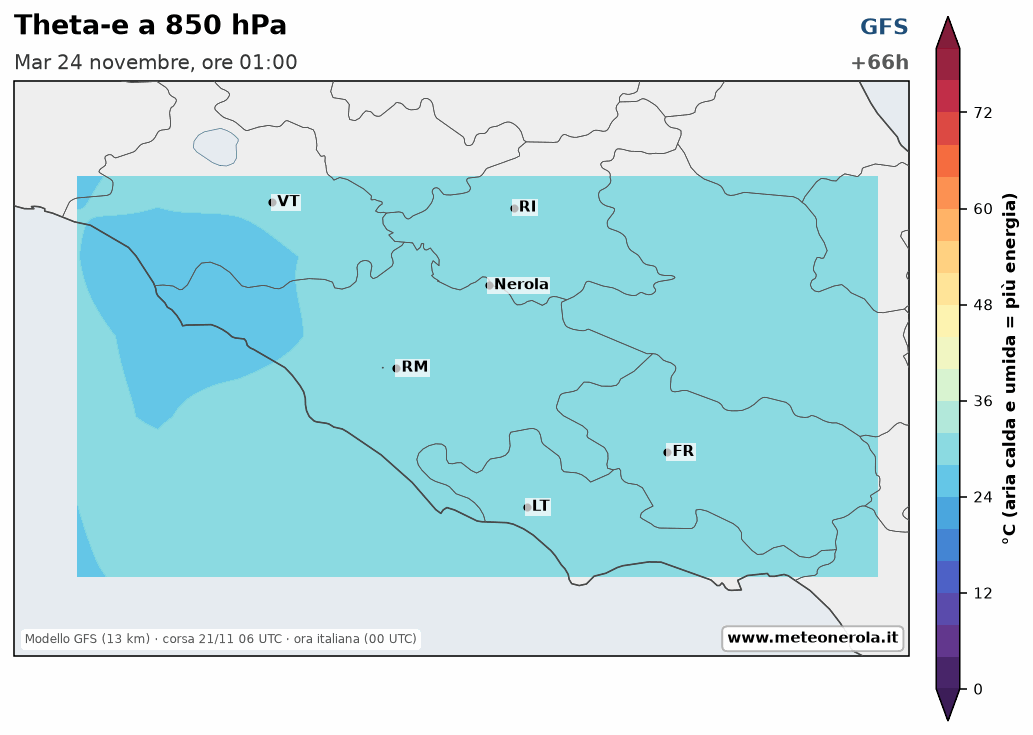 Theta-e a 850 hPa
GFS
Mar 24 novembre, ore 01:00
+66h
VT
RI
Nerola
RM
FR
LT
72
60
48
36
24
12
0
°C (aria calda e umida = più energia)
Modello GFS (13 km) · corsa 21/11 06 UTC · ora italiana (00 UTC)
www.meteonerola.it